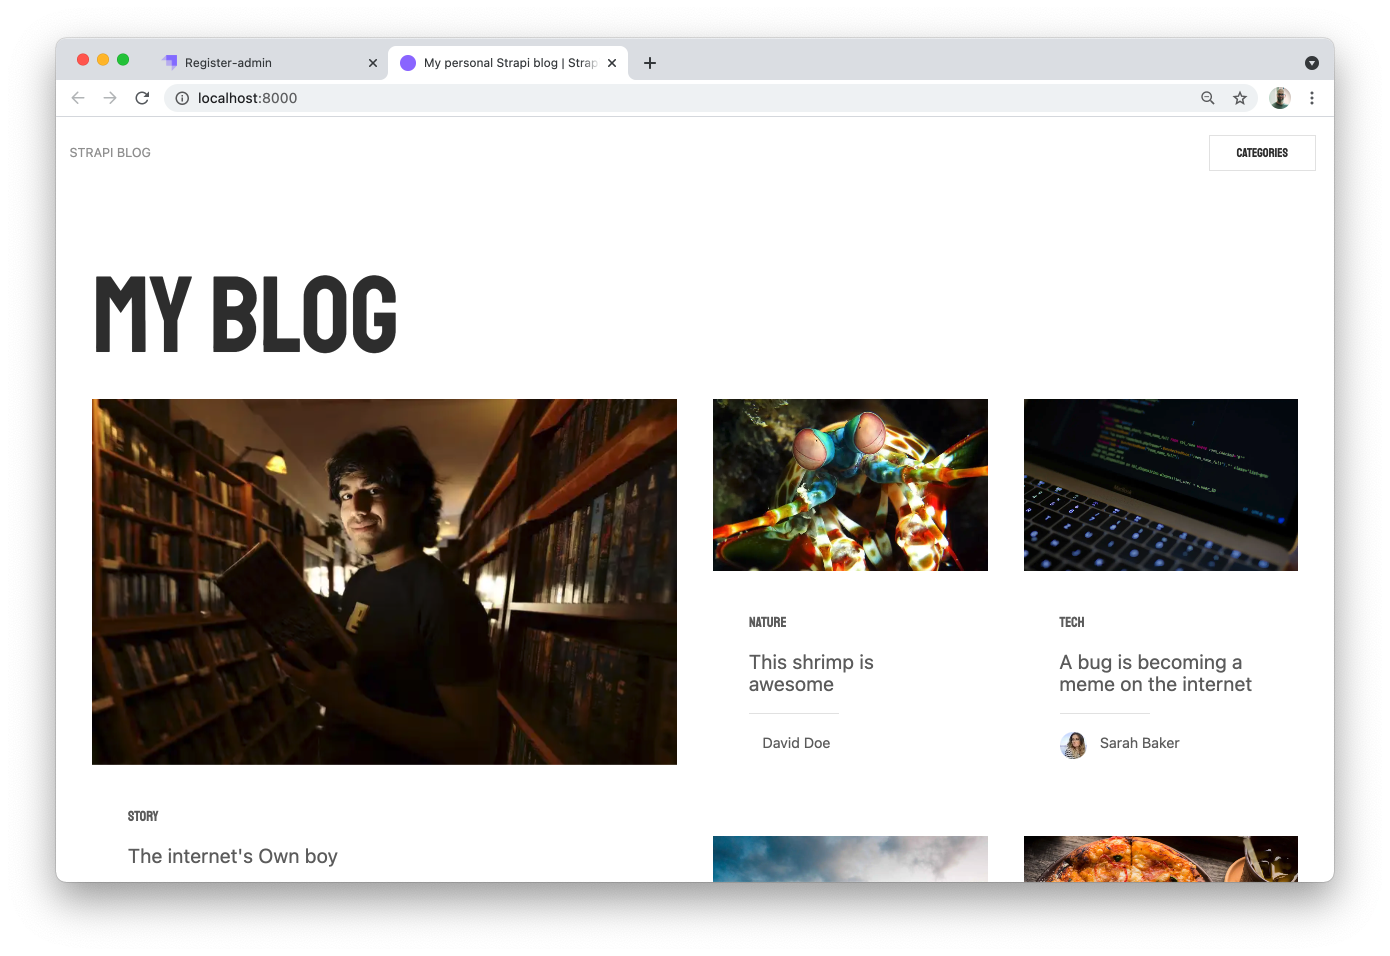 Register-admin
My personal Strapi blog | Strap
localhost:8000
STRAPI BLOG
CATEGORIES
MY BLOG
NATURE
This shrimp is
awesome
David Doe
TECH
A bug is becoming a
meme on the internet
Sarah Baker
STORY
The internet's Own boy